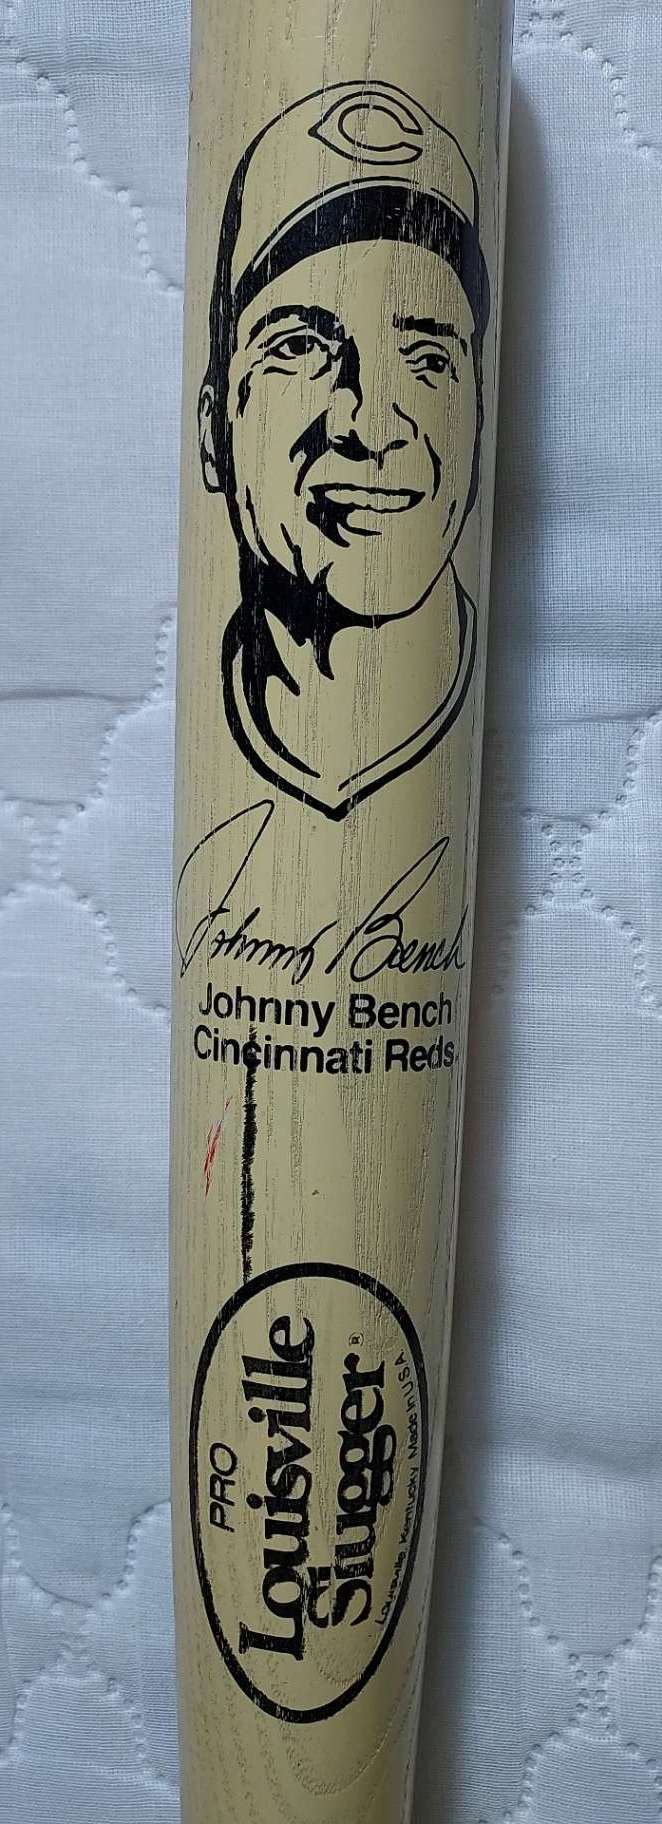 C
Johnny Bench
Johnny Bench
Cincinnati Reds
PRO
Louisville
Slugger®
Louisville, Kentucky Made In USA